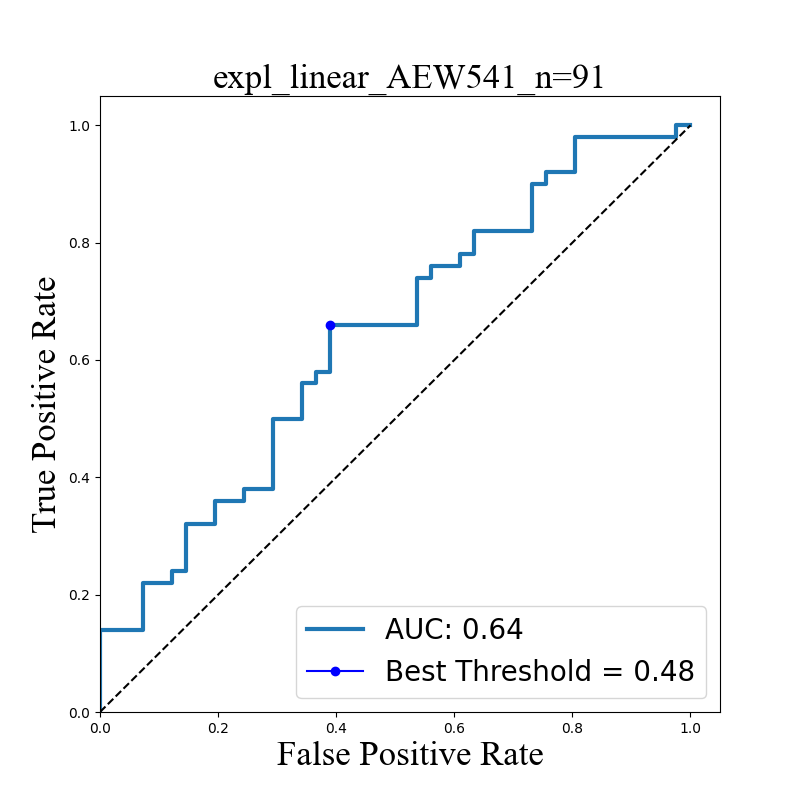 expl_linear_AEW541_n=91
True Positive Rate
1.0
0.8
0.6
0.4
0.2
0.0
AUC: 0.64
Best Threshold = 0.48
0.0 0.2 0.4 0.6 0.8 1.0
False Positive Rate